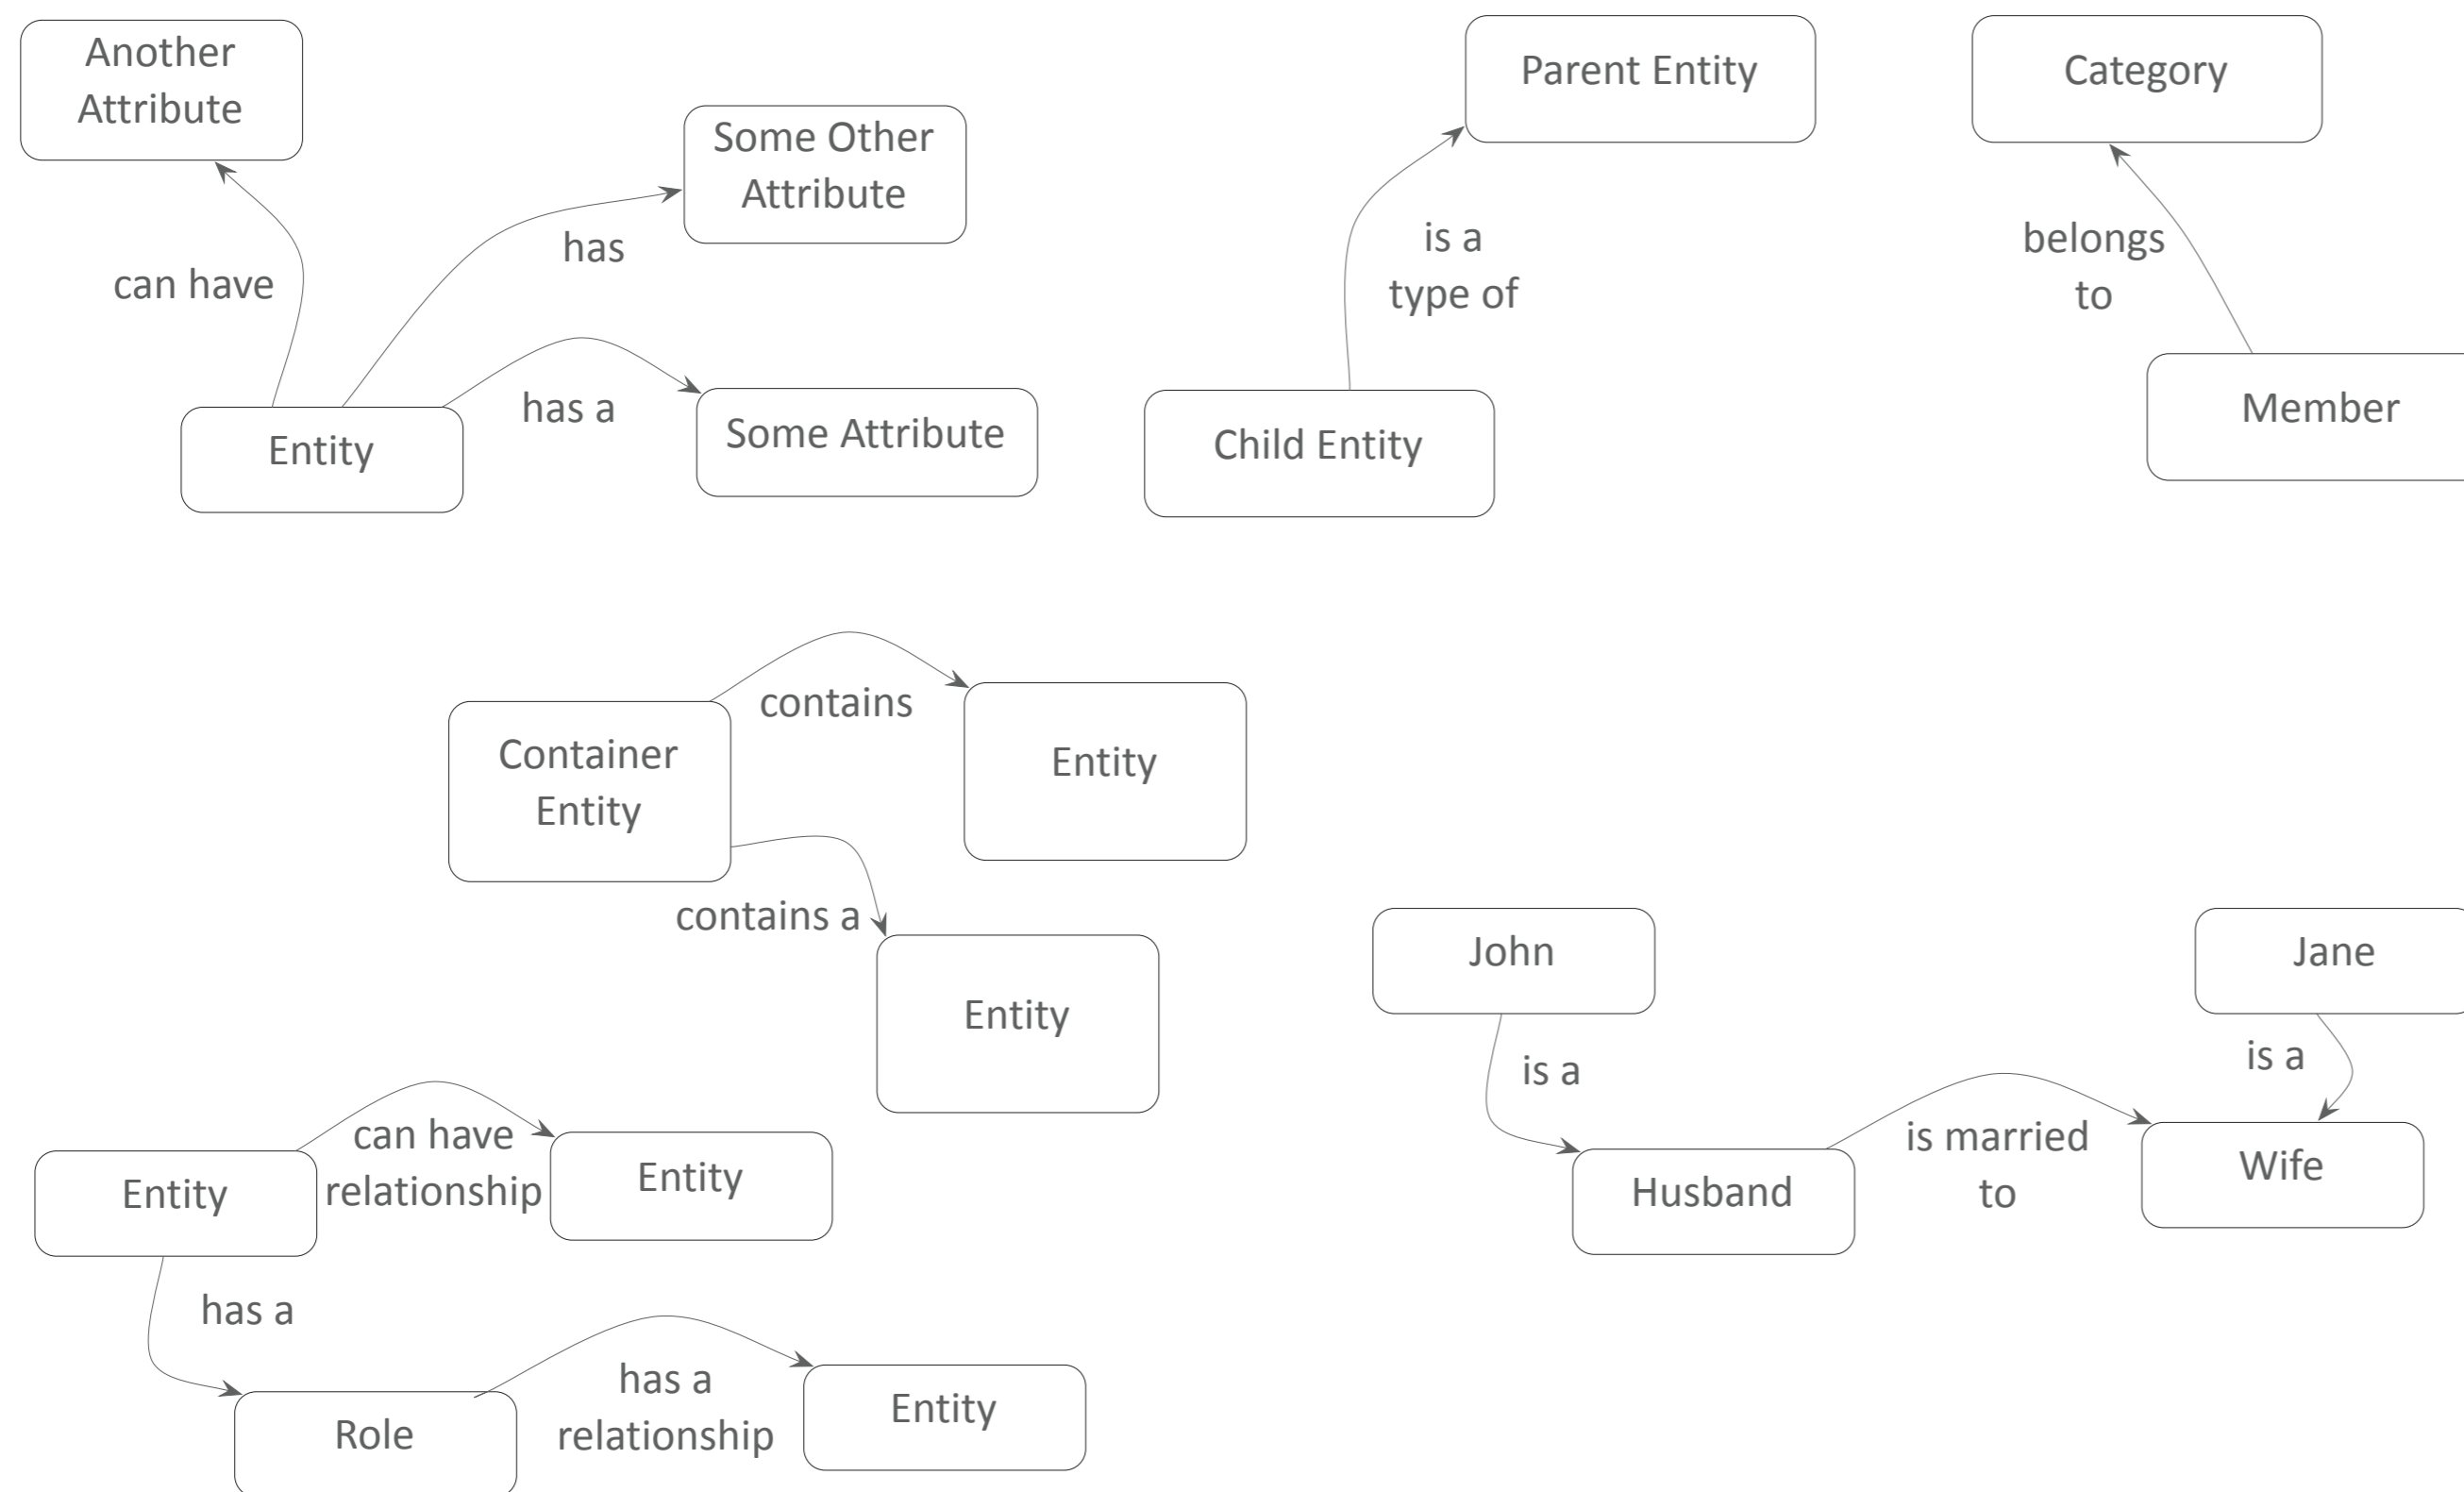 Another
Attribute
Some Other
Attribute
can have
has
has a
Entity
Some Attribute
Parent Entity
is a
type of
Child Entity
Category
belongs
to
Member
contains
Container
Entity
Entity
contains a
Entity
can have
relationship
Entity
Entity
has a
has a
relationship
Role
Entity
John
Jane
is a
is a
is married
to
Husband
Wife